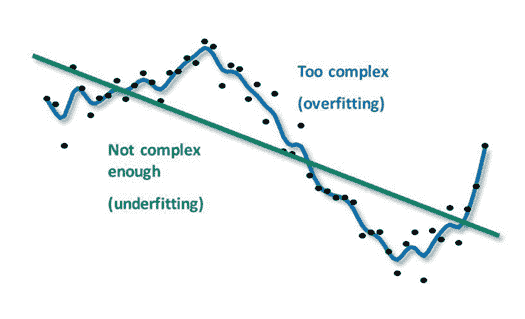 Too complex
(overfitting)
Not complex
enough
(underfitting)